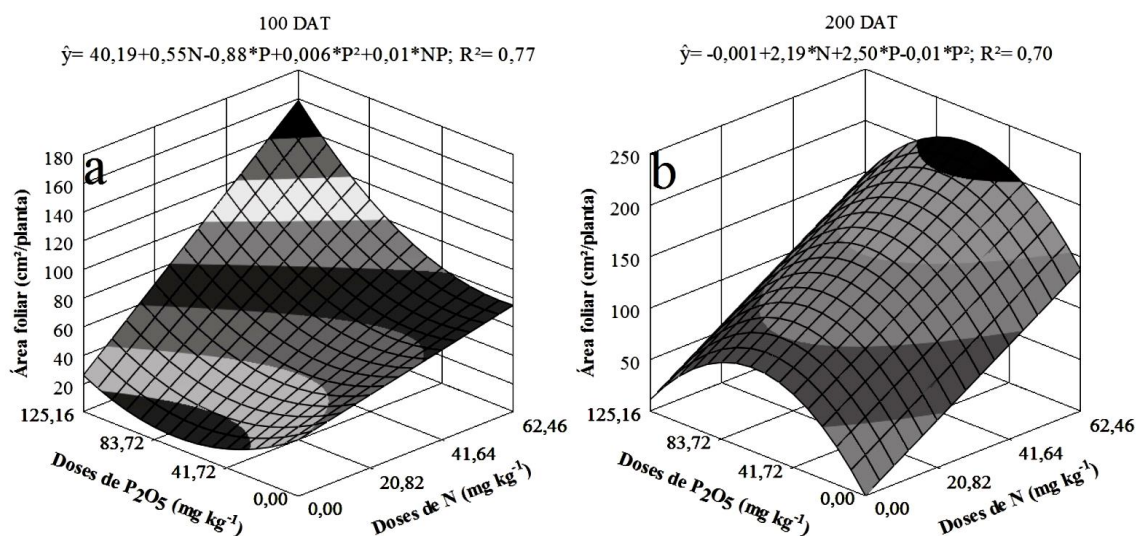 100 DAT
ŷ= 40,19+0,55N-0,88*P+0,006*P²+0,01*NP; R²= 0,77
a
Área foliar (cm²/planta)
180
160
140
120
100
80
60
40
20
125,16
83,72
41,72
0,00
Doses de P₂O₅ (mg kg⁻¹)
0,00
20,82
41,64
62,46
Doses de N (mg kg⁻¹)
200 DAT
ŷ= -0,001+2,19*N+2,50*P-0,01*P²; R²= 0,70
b
Área foliar (cm²/planta)
250
200
150
100
50
125,16
83,72
41,72
0,00
Doses de P₂O₅ (mg kg⁻¹)
0,00
20,82
41,64
62,46
Doses de N (mg kg⁻¹)